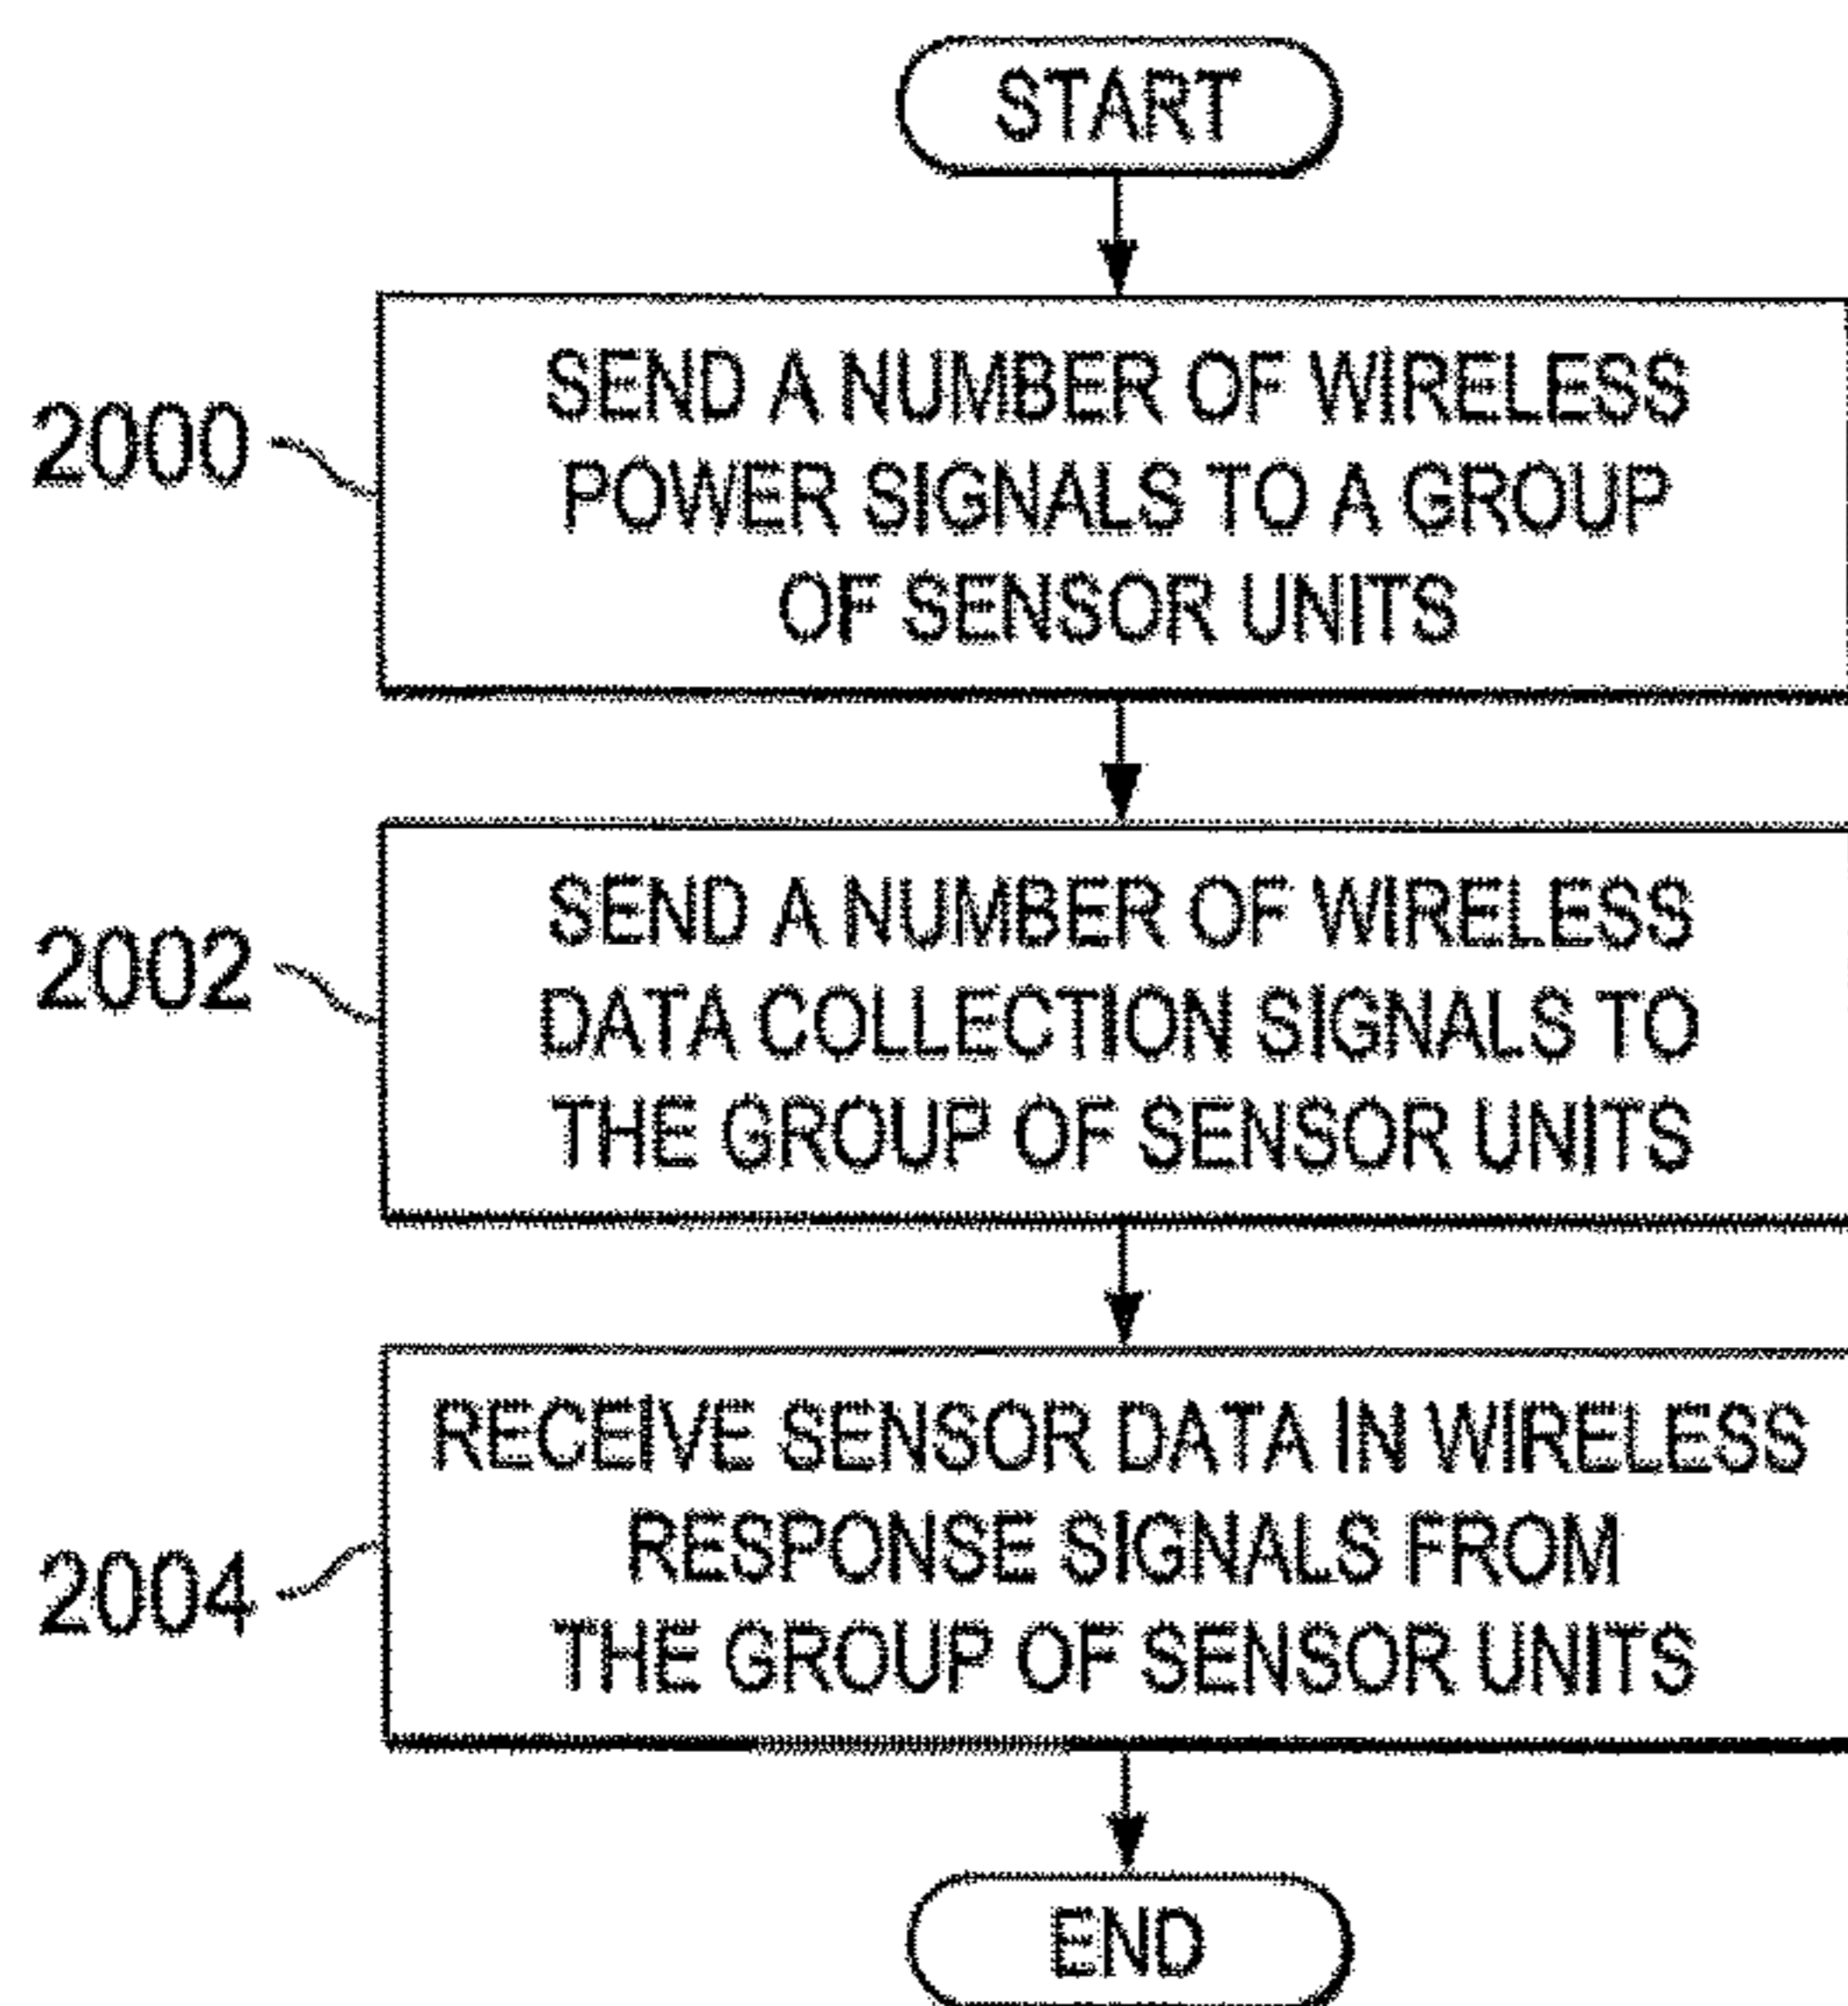 START
2000
SEND A NUMBER OF WIRELESS
POWER SIGNALS TO A GROUP
OF SENSOR UNITS
2002
SEND A NUMBER OF WIRELESS
DATA COLLECTION SIGNALS TO
THE GROUP OF SENSOR UNITS
2004
RECEIVE SENSOR DATA IN WIRELESS
RESPONSE SIGNALS FROM
THE GROUP OF SENSOR UNITS
END